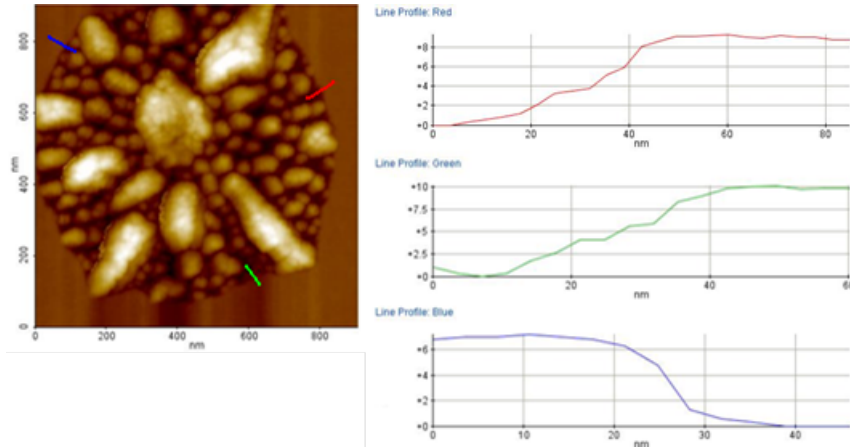 800
600
400
200
0
nm
0 200 400 600 800
nm
Line Profile: Red
+8
+6
+4
+2
+0
0 20 40 60 80
nm
Line Profile: Green
+10
+7.5
+5
+2.5
+0
0 20 40 60
nm
Line Profile: Blue
+6
+4
+2
+0
0 10 20 30 40
nm